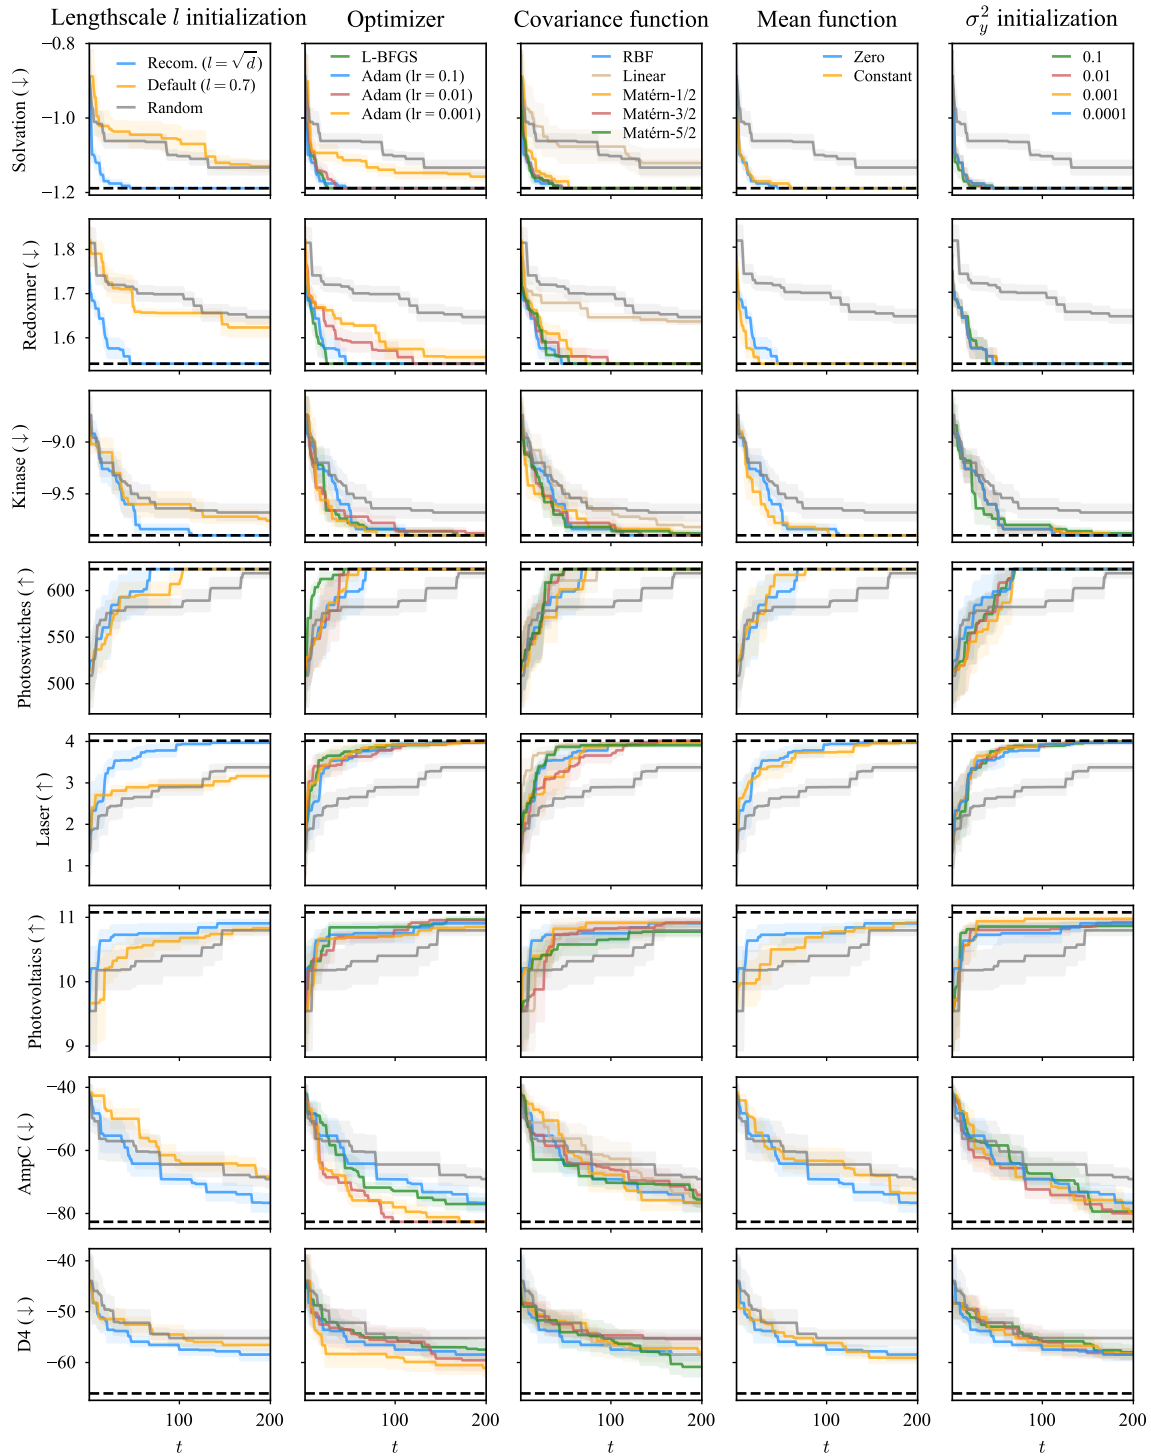 Lengthscale l initialization
Optimizer
Covariance function
Mean function
σ_y^2 initialization
Solvation (↓)
−0.8
−1.0
−1.2
Recom. (l = √d)
Default (l = 0.7)
Random
L-BFGS
Adam (lr = 0.1)
Adam (lr = 0.01)
Adam (lr = 0.001)
RBF
Linear
Matérn-1/2
Matérn-3/2
Matérn-5/2
Zero
Constant
0.1
0.01
0.001
0.0001
Redoxmer (↓)
1.8
1.7
1.6
Kinase (↓)
−9.0
−9.5
Photoswitches (↑)
600
550
500
Laser (↑)
4
3
2
1
Photovoltaics (↑)
11
10
9
AmpC (↓)
−40
−60
−80
D4 (↓)
−40
−50
−60
100 200
100 200
100 200
100 200
100 200
t
t
t
t
t